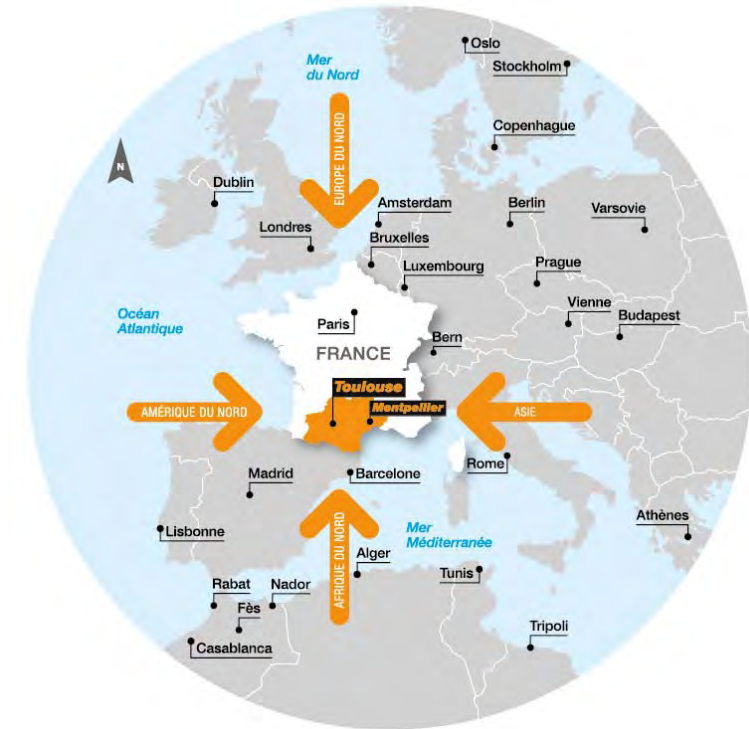 Oslo
Mer
du Nord
Stockholm
Copenhague
N
EUROPE DU NORD
Dublin
Amsterdam
Berlin
Varsovie
Londres
Bruxelles
Luxembourg
Prague
Océan
Atlantique
Vienne
Budapest
Paris
Bern
FRANCE
Toulouse
Montpellier
AMÉRIQUE DU NORD
ASIE
Rome
Madrid
Barcelone
Lisbonne
Athènes
Mer
Méditerranée
AFRIQUE DU NORD
Alger
Tunis
Rabat
Nador
Fès
Tripoli
Casablanca